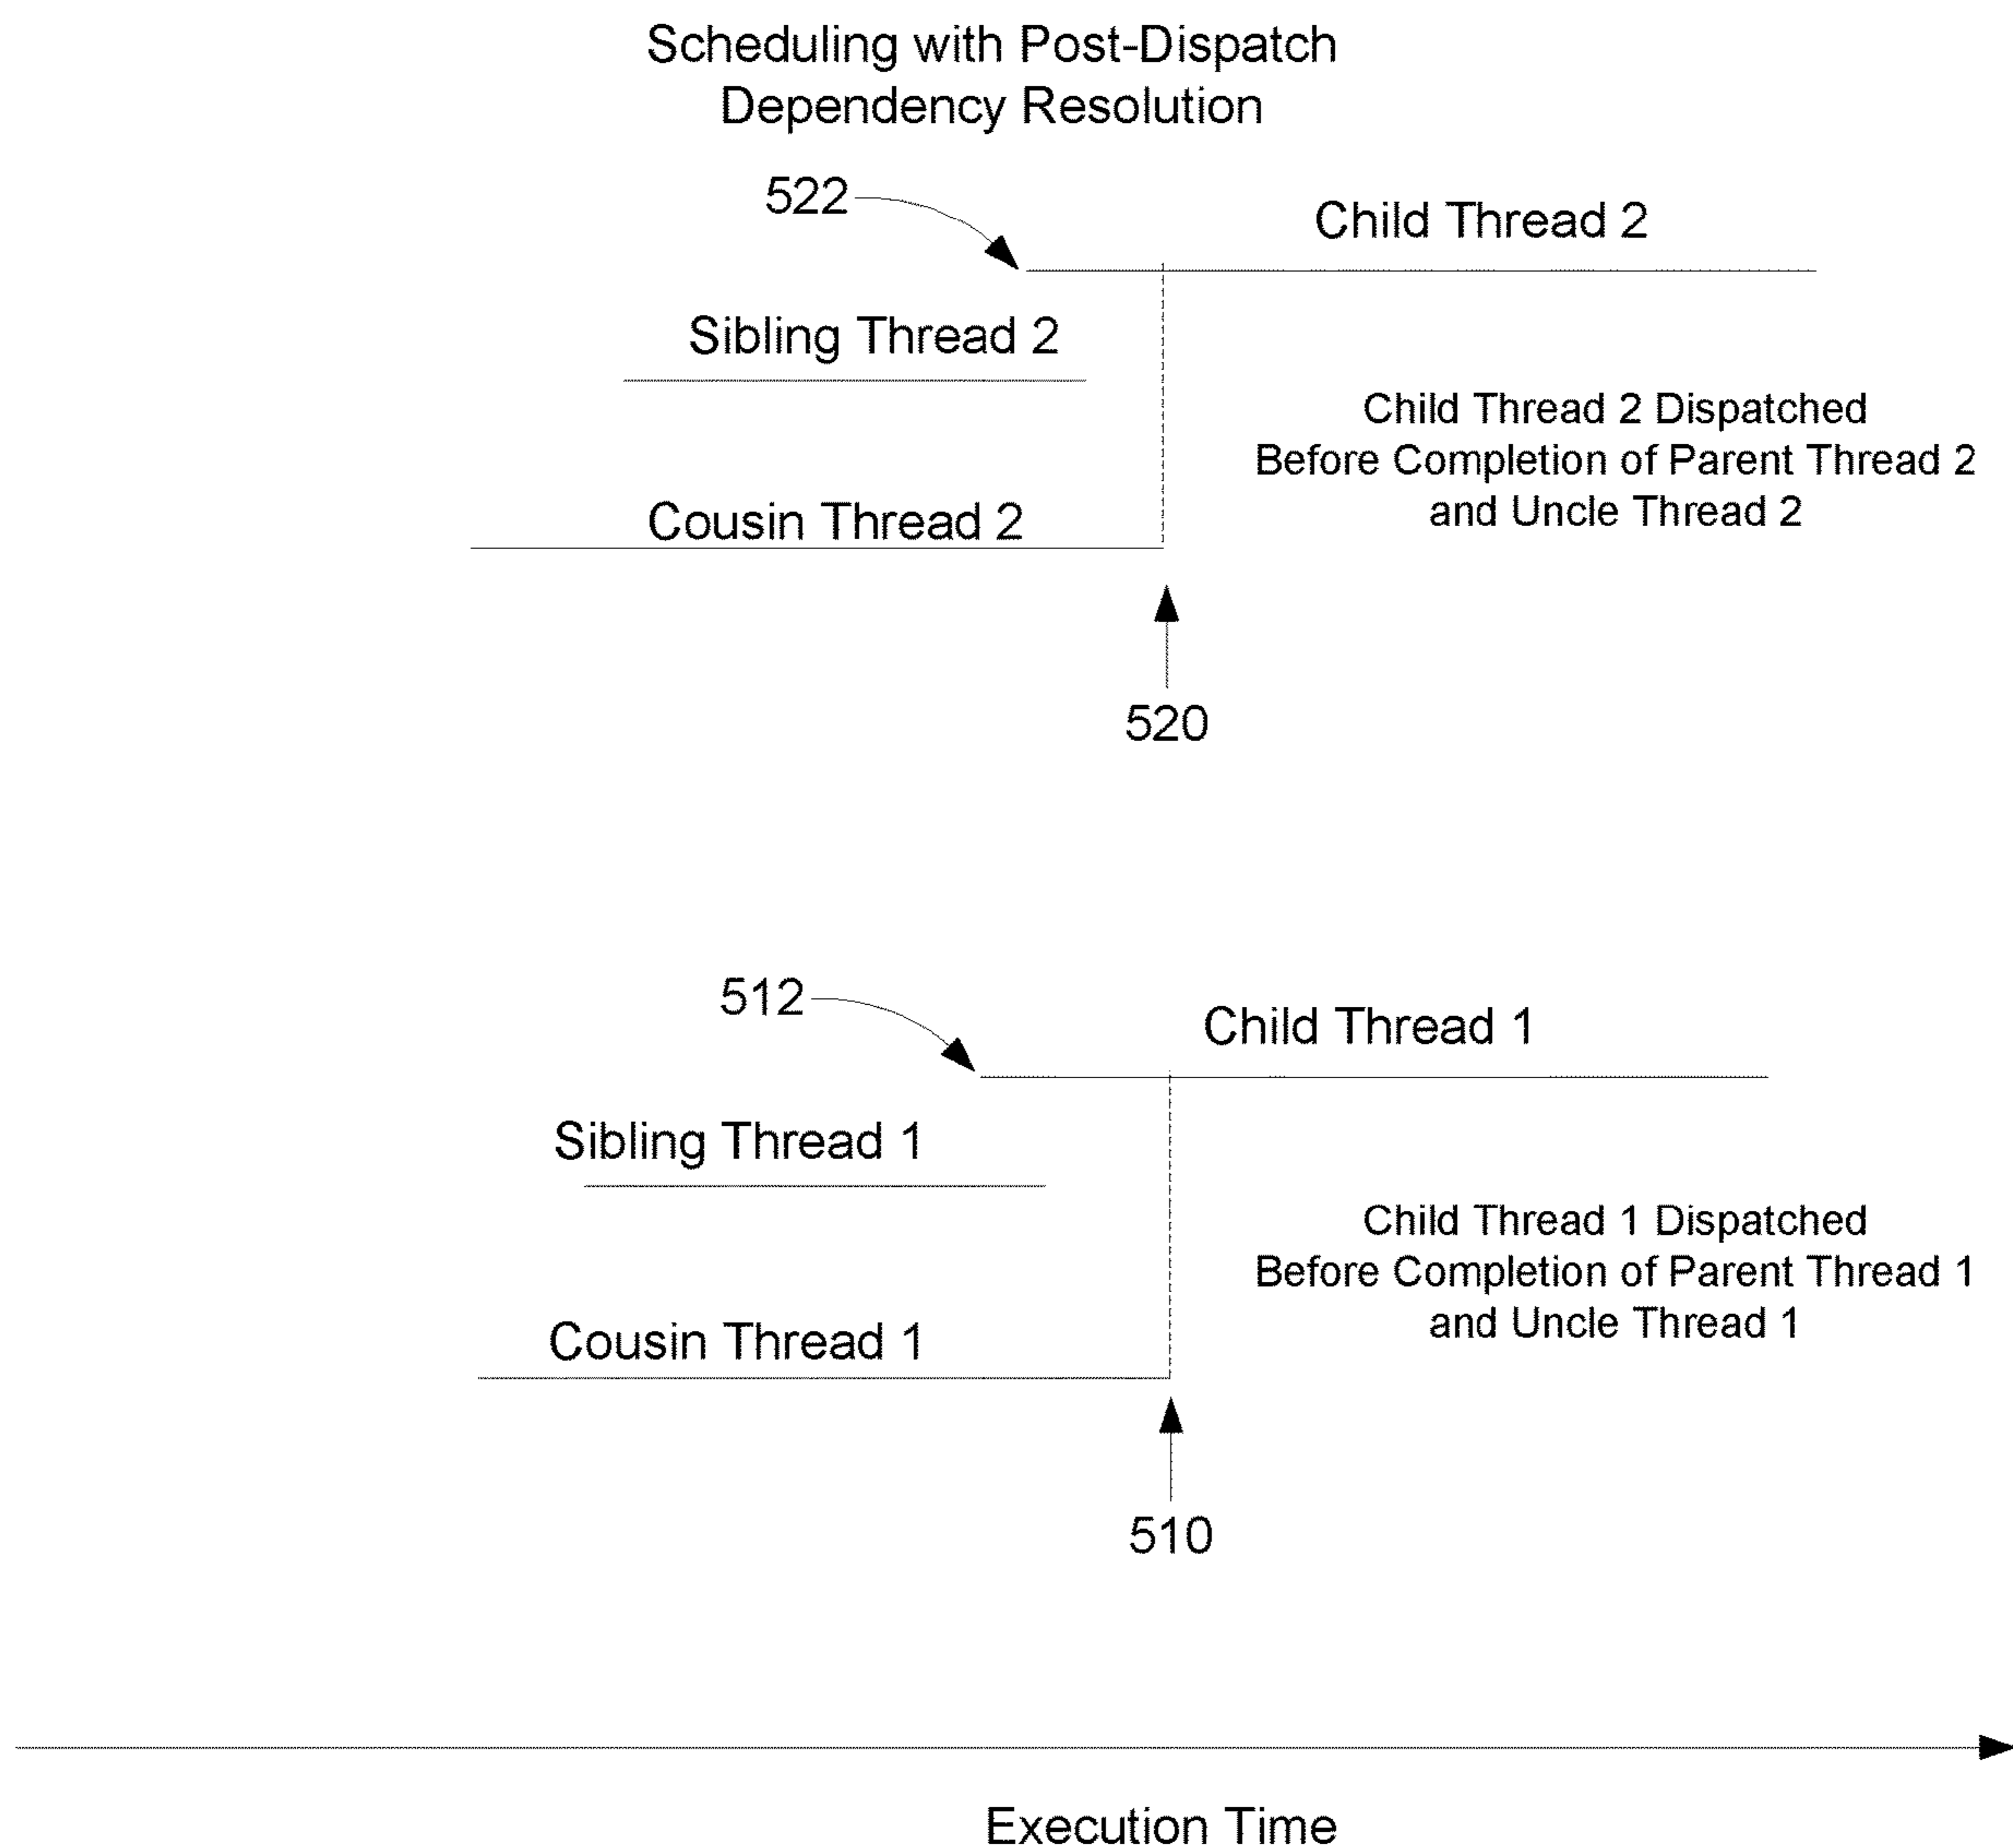 Scheduling with Post-Dispatch
Dependency Resolution
522
Child Thread 2
Sibling Thread 2
Child Thread 2 Dispatched
Before Completion of Parent Thread 2
and Uncle Thread 2
Cousin Thread 2
520
512
Child Thread 1
Sibling Thread 1
Child Thread 1 Dispatched
Before Completion of Parent Thread 1
and Uncle Thread 1
Cousin Thread 1
510
Execution Time